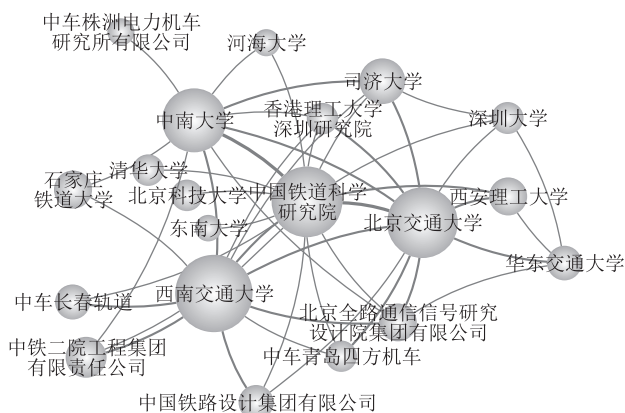 中车株洲电力机车
研究所有限公司
河海大学
司济大学
香港理工大学
深圳研究院
中南大学
深圳大学
清华大学
石家庄
铁道大学
北京科技大学
中国铁道科学
研究院
西安理工大学
东南大学
北京交通大学
华东交通大学
西南交通大学
中车长春轨道
北京全路通信信号研究
设计院集团有限公司
中铁二院工程集团
有限责任公司
中车青岛四方机车
中国铁路设计集团有限公司